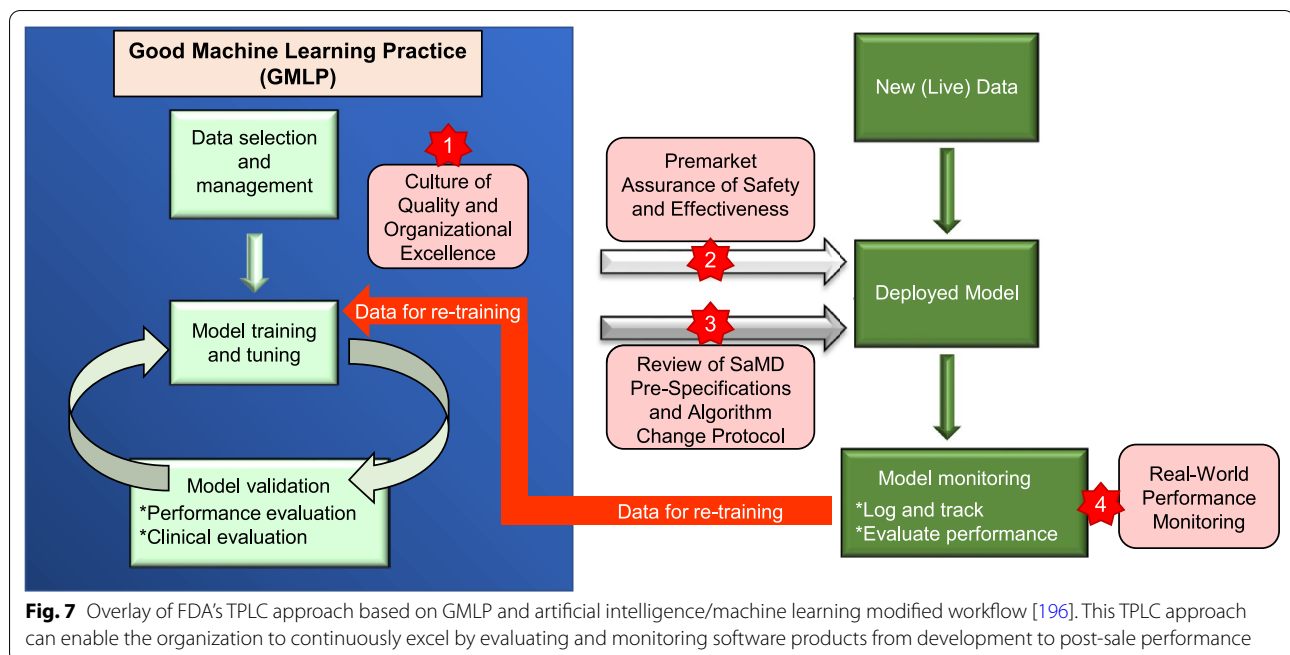 Good Machine Learning Practice
(GMLP)
Data selection
and
management
1
Culture of
Quality and
Organizational
Excellence
Model training
and tuning
Model validation
*Performance evaluation
*Clinical evaluation
Data for re-training
Premarket
Assurance of Safety
and Effectiveness
2
3
Review of SaMD
Pre-Specifications
and Algorithm
Change Protocol
Data for re-training
New (Live) Data
Deployed Model
Model monitoring
*Log and track
*Evaluate performance
4
Real-World
Performance
Monitoring
Fig. 7 Overlay of FDA’s TPLC approach based on GMLP and artificial intelligence/machine learning modified workflow [196]. This TPLC approach
can enable the organization to continuously excel by evaluating and monitoring software products from development to post-sale performance